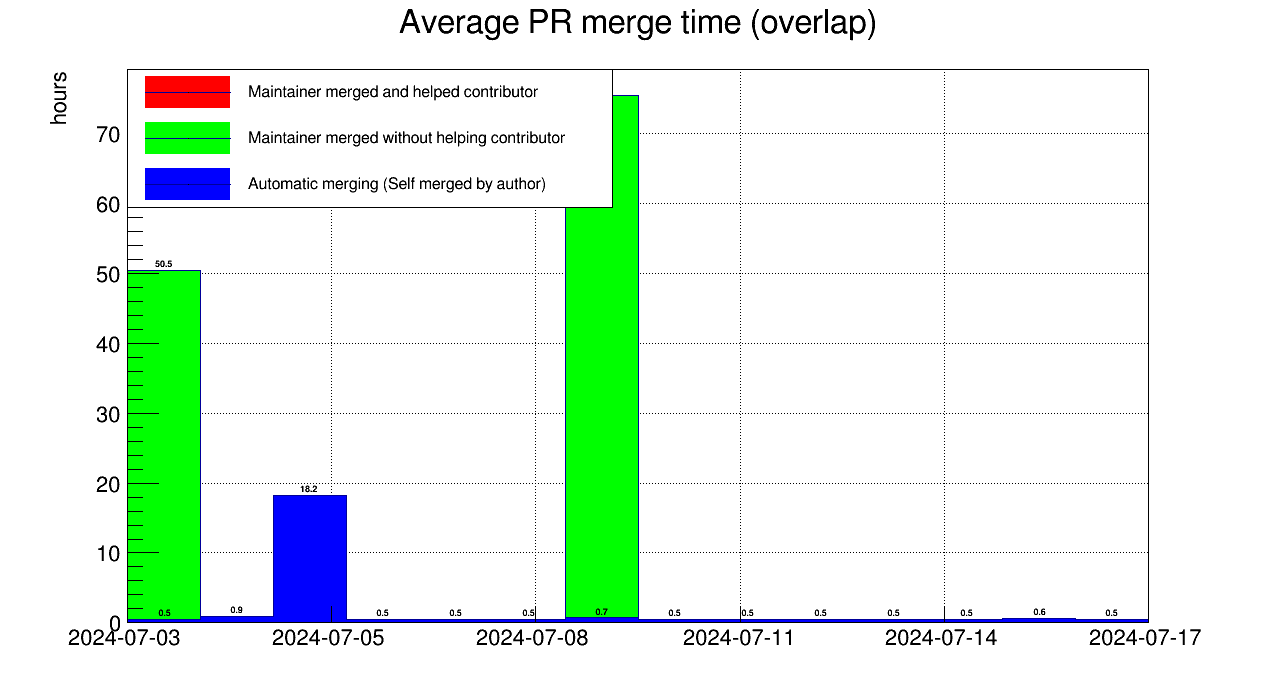 Average PR merge time (overlap)
hours
Maintainer merged and helped contributor
Maintainer merged without helping contributor
Automatic merging (Self merged by author)
70
60
50
40
30
20
10
0
50.5
18.2
0.5 0.9 0.5 0.5 0.5 0.7 0.5 0.5 0.5 0.5 0.5 0.6 0.5
2024-07-03 2024-07-05 2024-07-08 2024-07-11 2024-07-14 2024-07-17